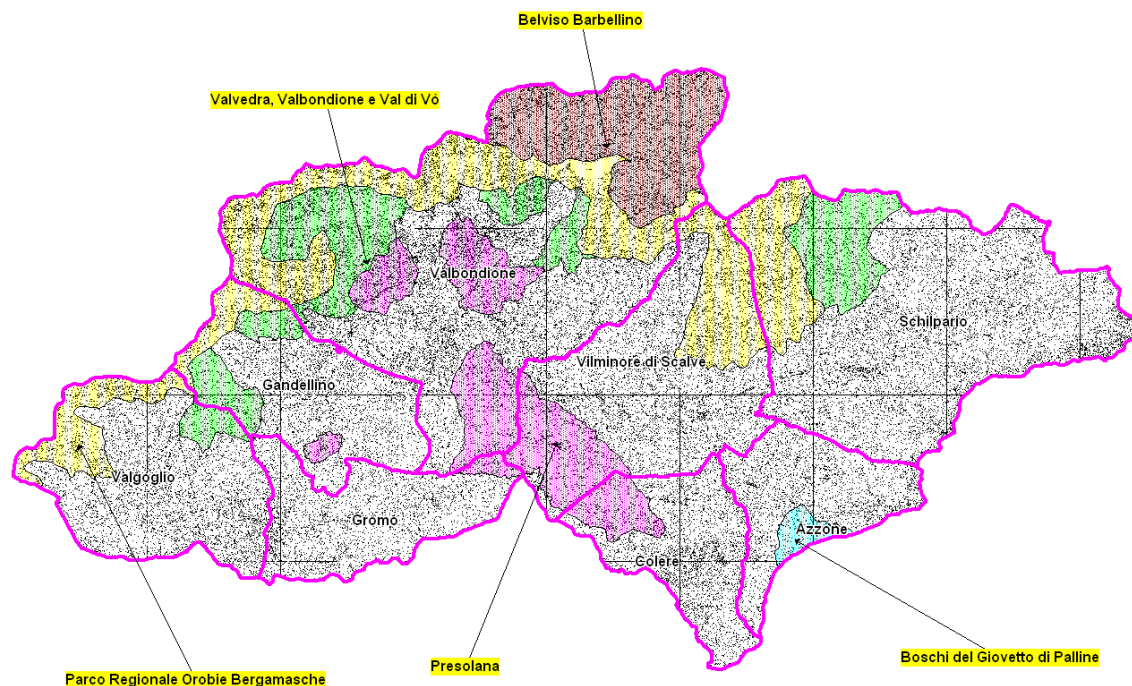 Belviso Barbellino
Valvedra, Valbondione e Val di Vò
Valbondione
Schilpario
Vilminore di Scalve
Gandellino
Valgoglio
Gromo
Azzone
Colere
Boschi del Giovetto di Palline
Presolana
Parco Regionale Orobie Bergamasche